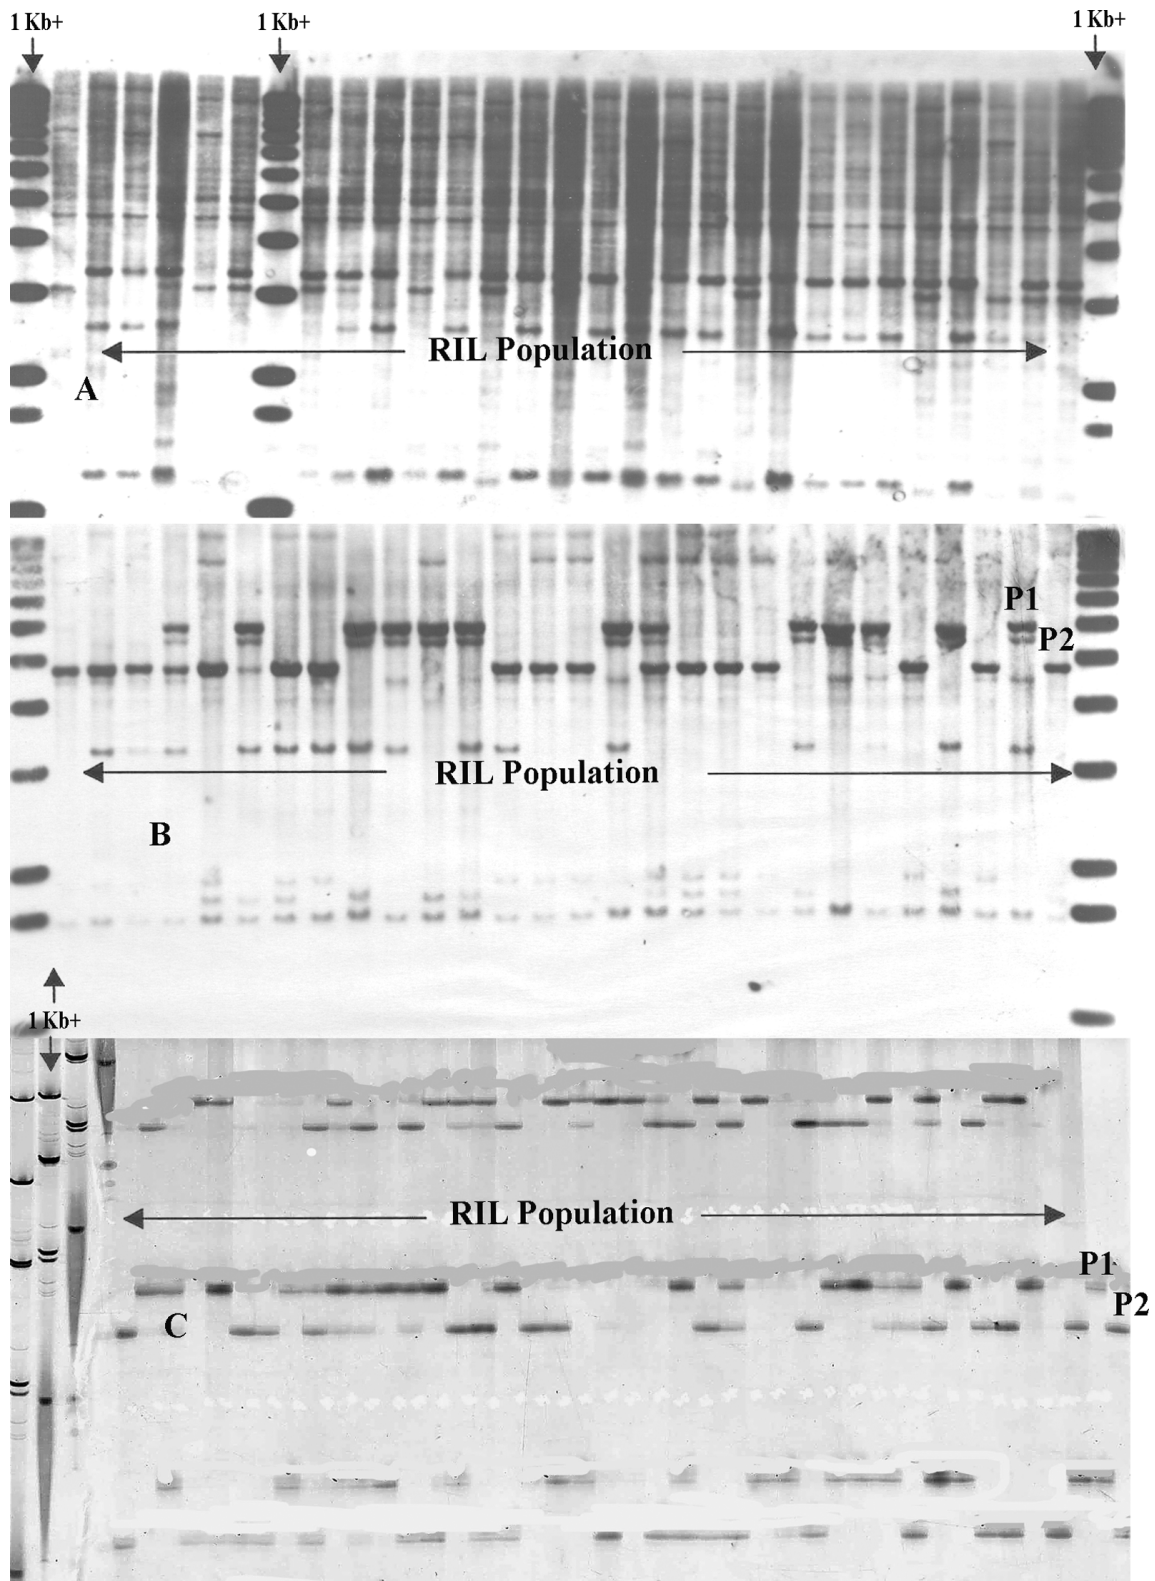 1 Kb+ 1 Kb+ 1 Kb+
RIL Population
A
P1
P2
RIL Population
B
1 Kb+
RIL Population
P1
P2
C